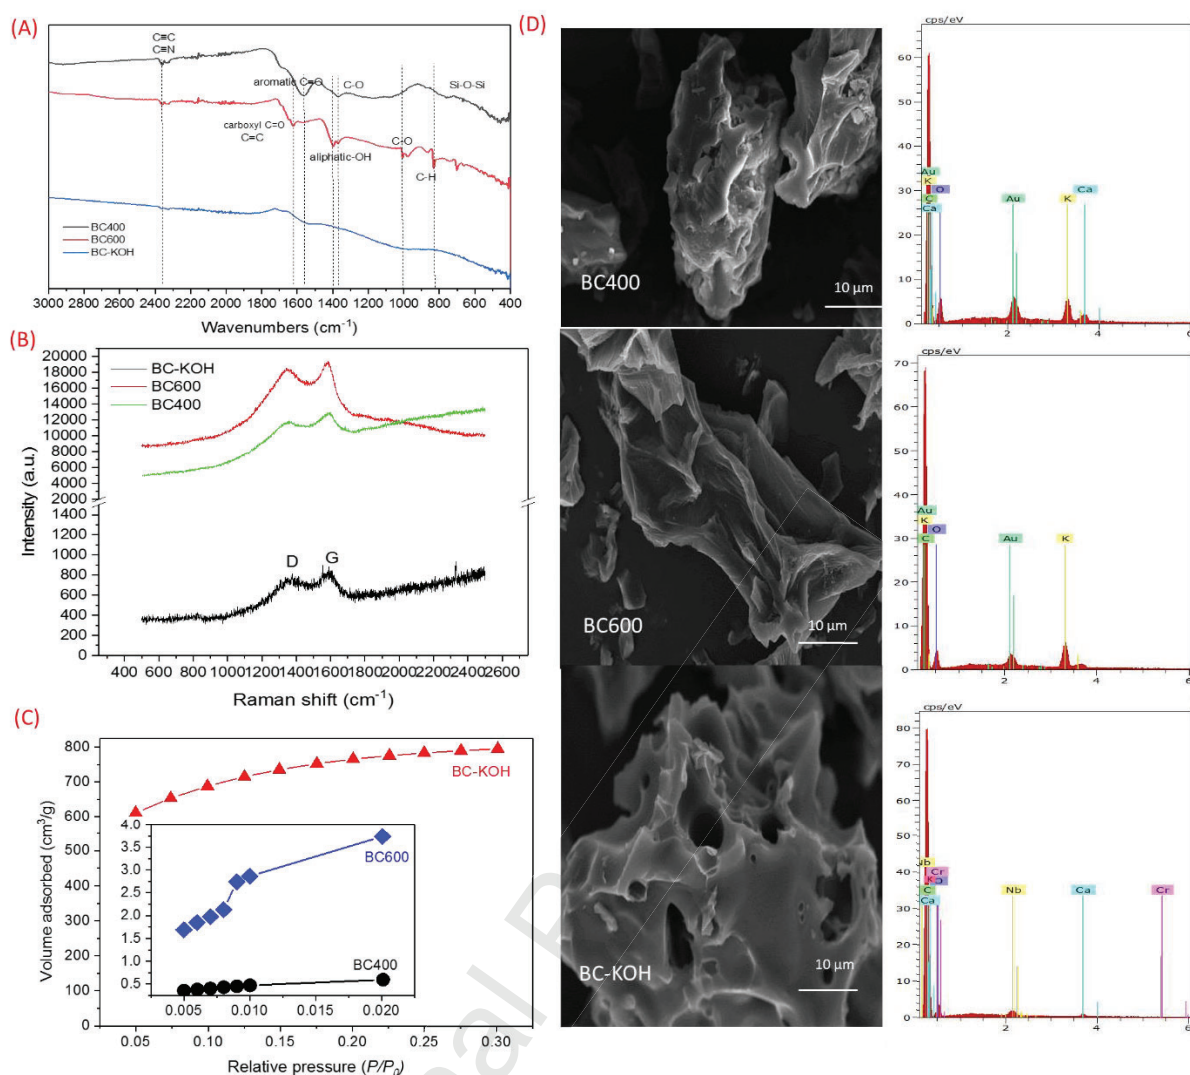 (A)
C≡C
C≡N
aromatic C=O
C-O
Si-O-Si
carboxyl C=O
C=C
aliphatic-OH
C-O
C-H
BC400
BC600
BC-KOH
3000 2800 2600 2400 2200 2000 1800 1600 1400 1200 1000 800 600 400
Wavenumbers (cm⁻¹)
(B)
20000
18000
16000
14000
12000
10000
8000
6000
4000
2000
1400
1200
1000
800
600
400
200
0
BC-KOH
BC600
BC400
D G
Intensity (a.u.)
400 600 800 1000 1200 1400 1600 1800 2000 2200 2400 2600
Raman shift (cm⁻¹)
(C)
800
700
600
500
400
300
200
100
0
BC-KOH
4.0
3.5
3.0
2.5
2.0
1.5
1.0
0.5
BC600
BC400
0.005 0.010 0.015 0.020
Volume adsorbed (cm³/g)
0.05 0.10 0.15 0.20 0.25 0.30
Relative pressure (P/P₀)
(D)
BC400
10 μm
BC600
10 μm
BC-KOH
10 μm
cps/eV
60
50
40
30
20
10
0
Au
K
C
Ca
O
Au
K
Ca
2 4 6
cps/eV
70
60
50
40
30
20
10
0
Au
K
C
O
Au
K
2 4 6
cps/eV
80
70
60
50
40
30
20
10
0
Nb
K
C
Ca
Cr
O
Nb
Ca
Cr
2 4 6